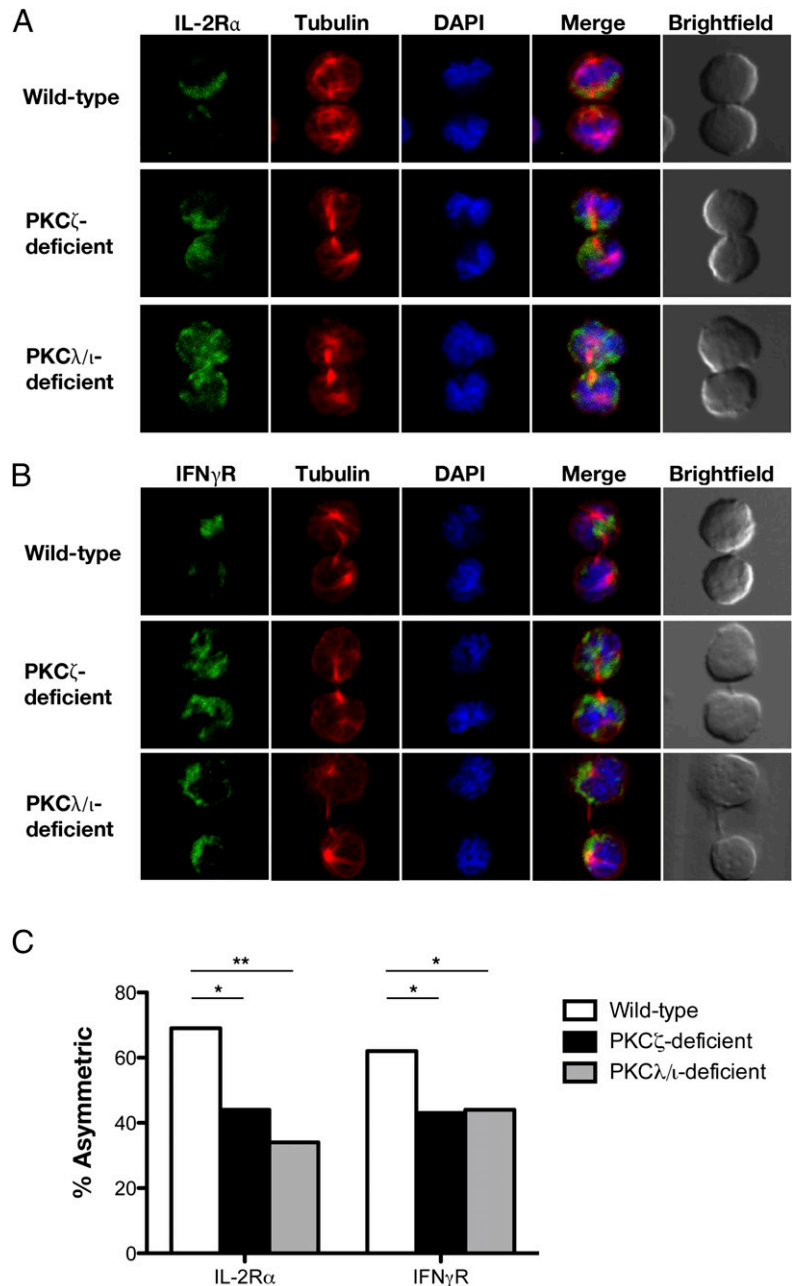 A
IL-2Rα Tubulin DAPI Merge Brightfield
Wild-type
PKCζ-
deficient
PKCλ/ι-
deficient
B
IFNγR Tubulin DAPI Merge Brightfield
Wild-type
PKCζ-
deficient
PKCλ/ι-
deficient
C
% Asymmetric
80
60
40
20
0
** *
* *
IL-2Rα IFNγR
Wild-type
PKCζ-deficient
PKCλ/ι-deficient